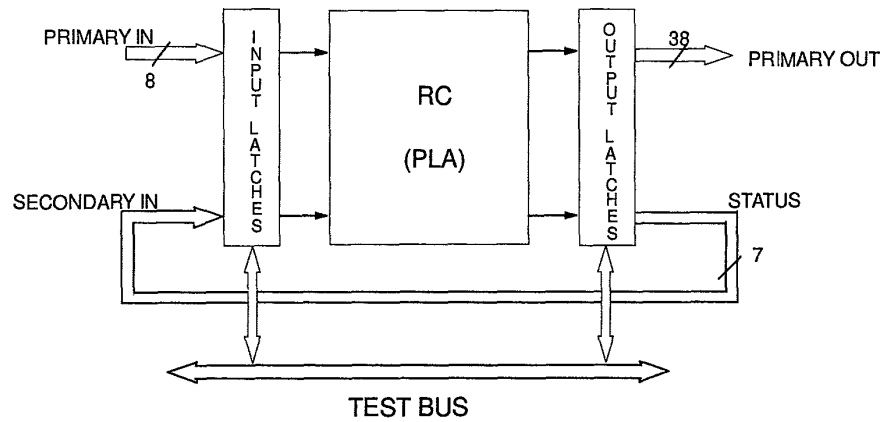 PRIMARY IN
8
SECONDARY IN
INPUT LATCHES
RC
(PLA)
OUTPUT LATCHES
38
PRIMARY OUT
STATUS
7
TEST BUS